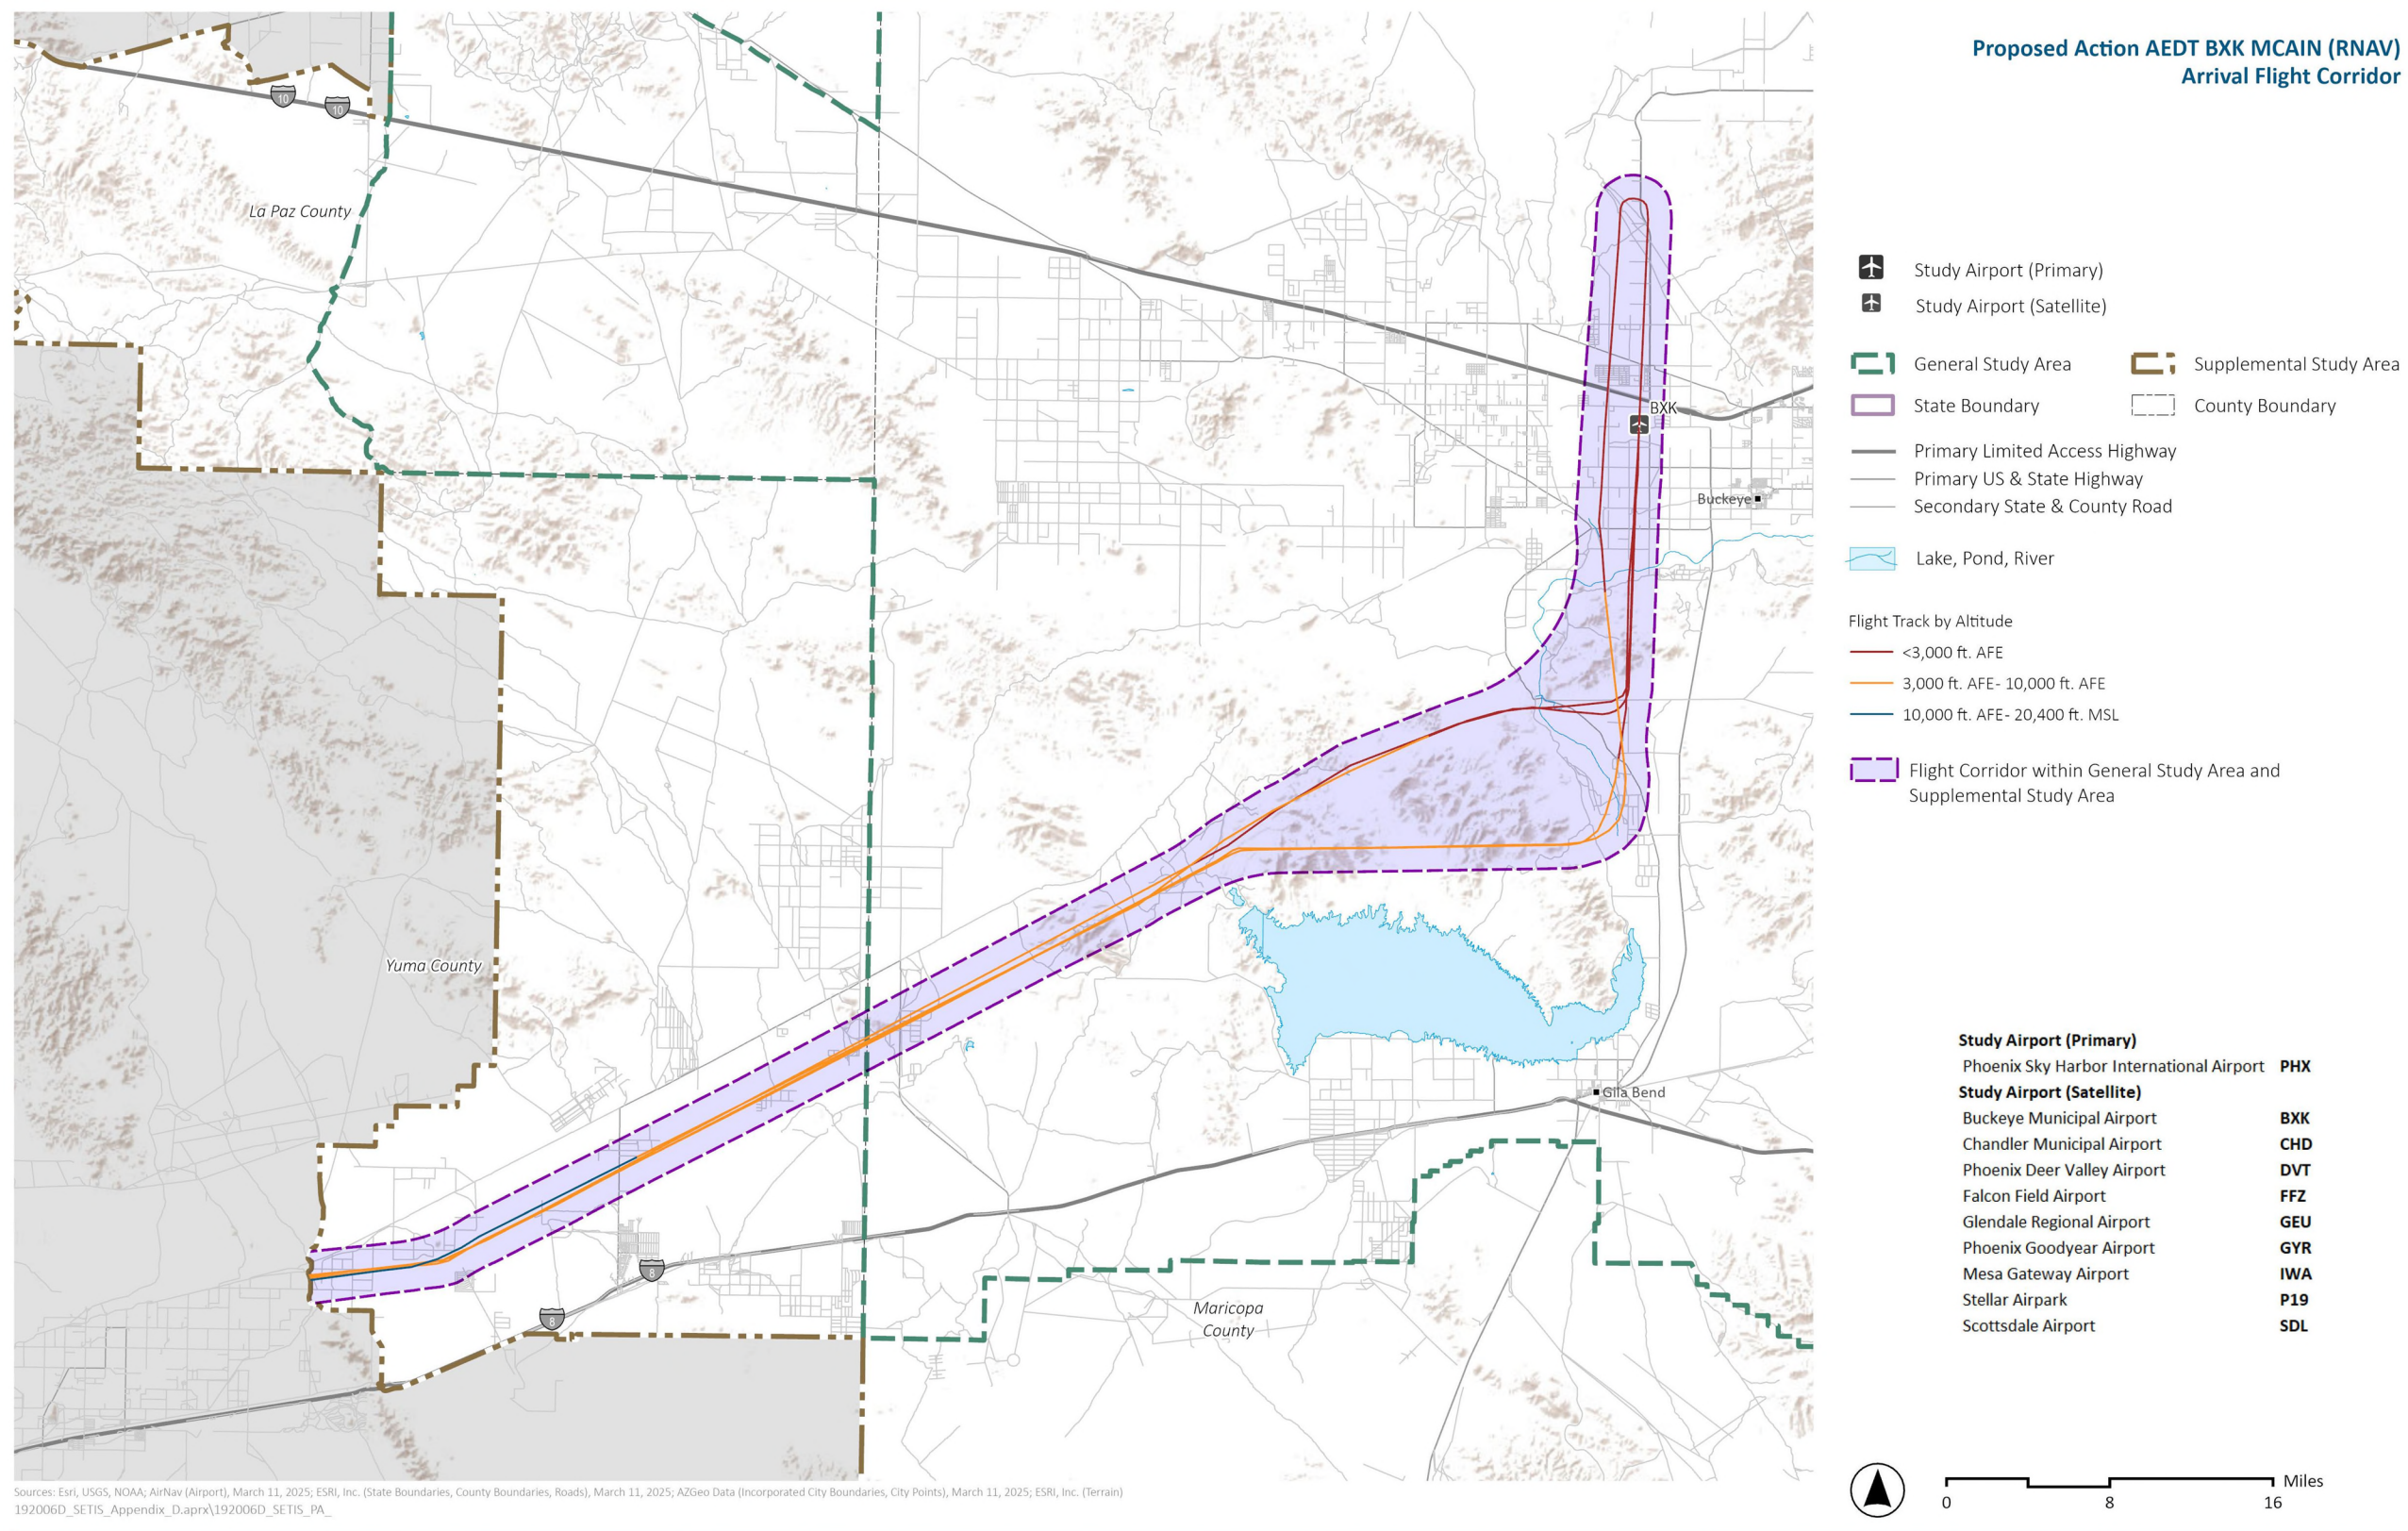 Proposed Action AEDT BXK MCAIN (RNAV)
Arrival Flight Corridor
10
10
La Paz County
BXK
Buckeye
Yuma County
Gila Bend
8
8
Maricopa
County
Study Airport (Primary)
Study Airport (Satellite)
General Study Area
Supplemental Study Area
State Boundary
County Boundary
Primary Limited Access Highway
Primary US & State Highway
Secondary State & County Road
Lake, Pond, River
Flight Track by Altitude
<3,000 ft. AFE
3,000 ft. AFE- 10,000 ft. AFE
10,000 ft. AFE- 20,400 ft. MSL
Flight Corridor within General Study Area and
Supplemental Study Area
Study Airport (Primary)
Phoenix Sky Harbor International Airport PHX
Study Airport (Satellite)
Buckeye Municipal Airport BXK
Chandler Municipal Airport CHD
Phoenix Deer Valley Airport DVT
Falcon Field Airport FFZ
Glendale Regional Airport GEU
Phoenix Goodyear Airport GYR
Mesa Gateway Airport IWA
Stellar Airpark P19
Scottsdale Airport SDL
Miles
0 8 16
Sources: Esri, USGS, NOAA; AirNav (Airport), March 11, 2025; ESRI, Inc. (State Boundaries, County Boundaries, Roads), March 11, 2025; AZGeo Data (Incorporated City Boundaries, City Points), March 11, 2025; ESRI, Inc. (Terrain)
192006D_SETIS_Appendix_D.aprx\192006D_SETIS_PA_